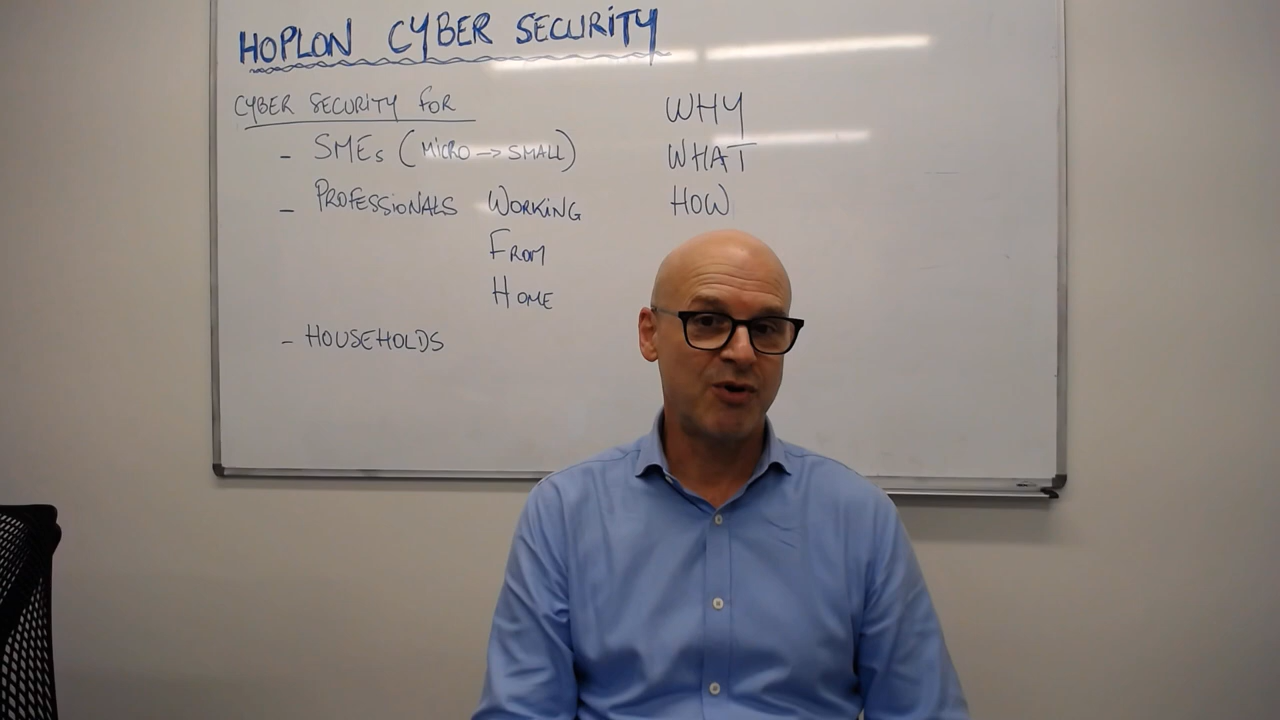 HOPLON CYBER SECURITY
CYBER SECURITY FOR
- SMEs (MICRO -> SMALL)
- PROFESSIONALS WORKING
FROM
HOME
- HOUSEHOLDS
WHY
WHAT
HOW